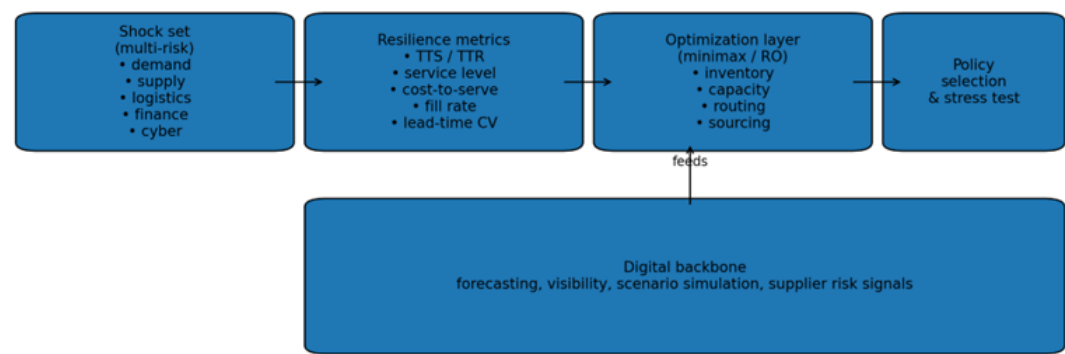 Shock set
(multi-risk)
• demand
• supply
• logistics
• finance
• cyber
Resilience metrics
• TTS / TTR
• service level
• cost-to-serve
• fill rate
• lead-time CV
Optimization layer
(minimax / RO)
• inventory
• capacity
• routing
• sourcing
Policy
selection
& stress test
feeds
Digital backbone
forecasting, visibility, scenario simulation, supplier risk signals